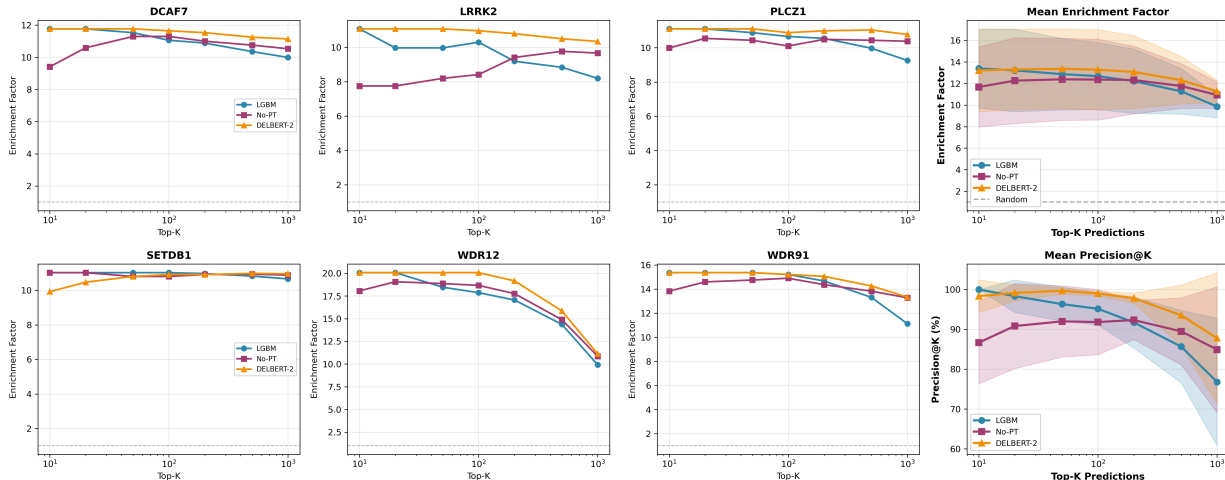 DCAF7
Enrichment Factor
12
10
8
6
4
2
LGBM
No-PT
DELBERT-2
10¹
10²
10³
Top-K
LRRK2
Enrichment Factor
10
8
6
4
2
10¹
10²
10³
Top-K
PLCZ1
Enrichment Factor
10
8
6
4
2
10¹
10²
10³
Top-K
Mean Enrichment Factor
Enrichment Factor
16
14
12
10
8
6
4
2
LGBM
No-PT
DELBERT-2
Random
10¹
10²
10³
Top-K Predictions
SETDB1
Enrichment Factor
10
8
6
4
2
LGBM
No-PT
DELBERT-2
10¹
10²
10³
Top-K
WDR12
Enrichment Factor
20.0
17.5
15.0
12.5
10.0
7.5
5.0
2.5
10¹
10²
10³
Top-K
WDR91
Enrichment Factor
16
14
12
10
8
6
4
2
10¹
10²
10³
Top-K
Mean Precision@K
Precision@K (%)
100
90
80
70
60
LGBM
No-PT
DELBERT-2
10¹
10²
10³
Top-K Predictions